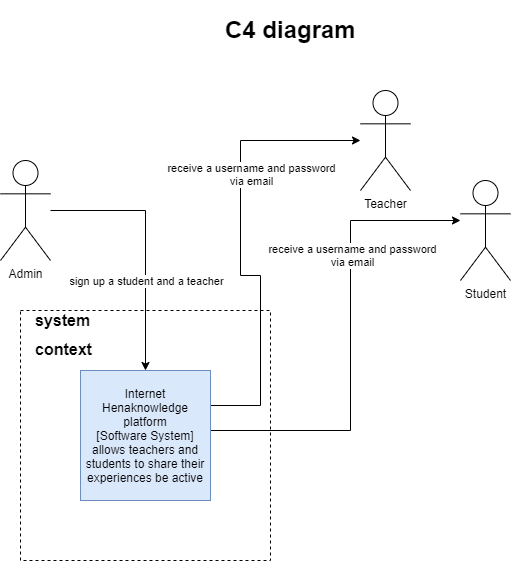 C4 diagram
receive a username and password
via email
Teacher
receive a username and password
via email
Admin
sign up a student and a teacher
Student
system
context
Internet
Henaknowledge
platform
[Software System]
allows teachers and
students to share their
experiences be active